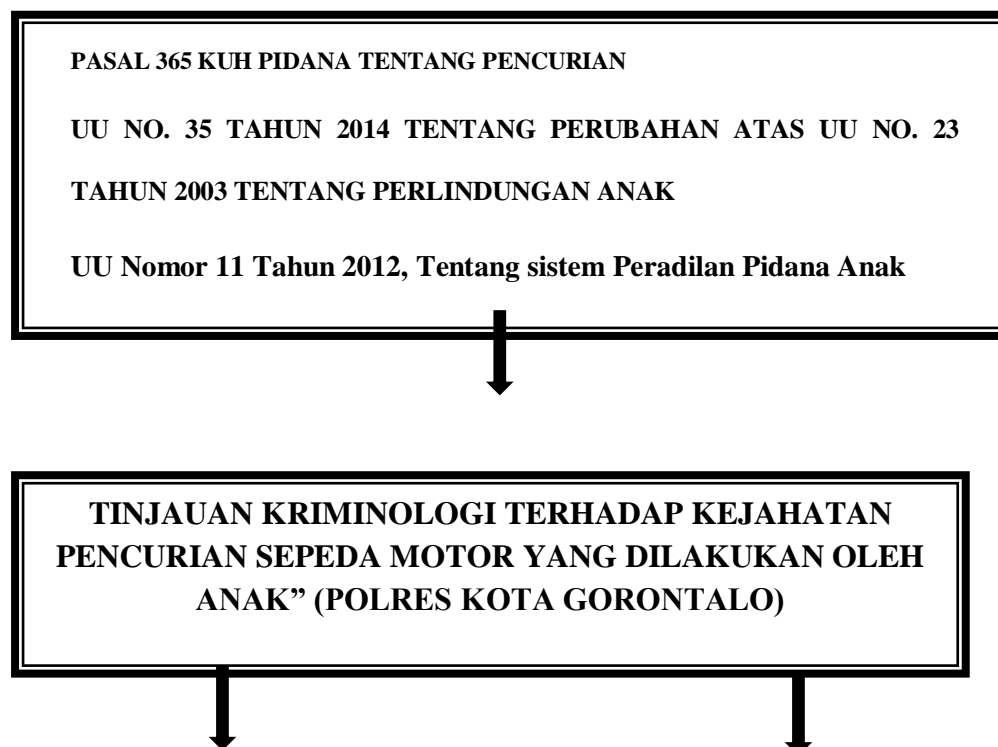 PASAL 365 KUH PIDANA TENTANG PENCURIAN
UU NO. 35 TAHUN 2014 TENTANG PERUBAHAN ATAS UU NO. 23
TAHUN 2003 TENTANG PERLINDUNGAN ANAK
UU Nomor 11 Tahun 2012, Tentang sistem Peradilan Pidana Anak
TINJAUAN KRIMINOLOGI TERHADAP KEJAHATAN
PENCURIAN SEPEDA MOTOR YANG DILAKUKAN OLEH
ANAK” (POLRES KOTA GORONTALO)